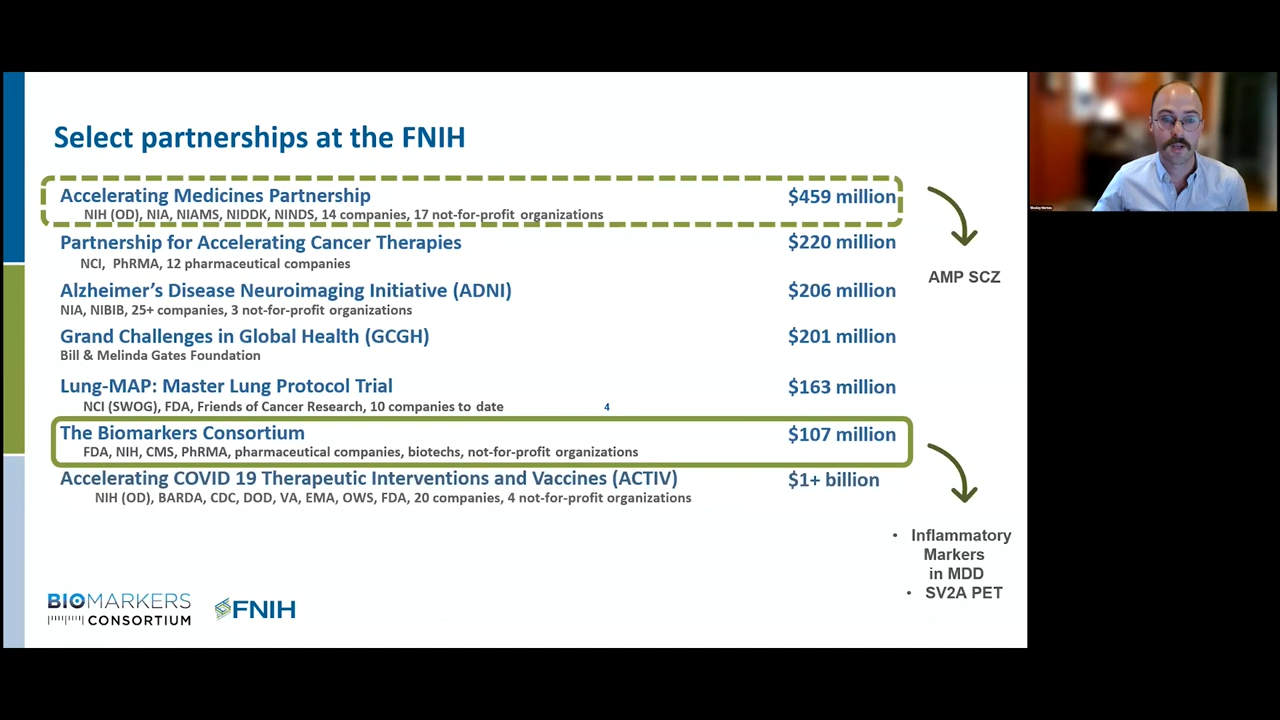 Select partnerships at the FNIH
Accelerating Medicines Partnership $459 million
NIH (OD), NIA, NIAMS, NIDDK, NINDS, 14 companies, 17 not-for-profit organizations
Partnership for Accelerating Cancer Therapies $220 million
NCI, PhRMA, 12 pharmaceutical companies
Alzheimer's Disease Neuroimaging Initiative (ADNI) $206 million
NIA, NIBIB, 25+ companies, 3 not-for-profit organizations
Grand Challenges in Global Health (GCGH) $201 million
Bill & Melinda Gates Foundation
Lung-MAP: Master Lung Protocol Trial $163 million
NCI (SWOG), FDA, Friends of Cancer Research, 10 companies to date 4
The Biomarkers Consortium $107 million
FDA, NIH, CMS, PhRMA, pharmaceutical companies, biotechs, not-for-profit organizations
Accelerating COVID 19 Therapeutic Interventions and Vaccines (ACTIV) $1+ billion
NIH (OD), BARDA, CDC, DOD, VA, EMA, OWS, FDA, 20 companies, 4 not-for-profit organizations
AMP SCZ
• Inflammatory
Markers
in MDD
• SV2A PET
BIOMARKERS
CONSORTIUM
FNIH